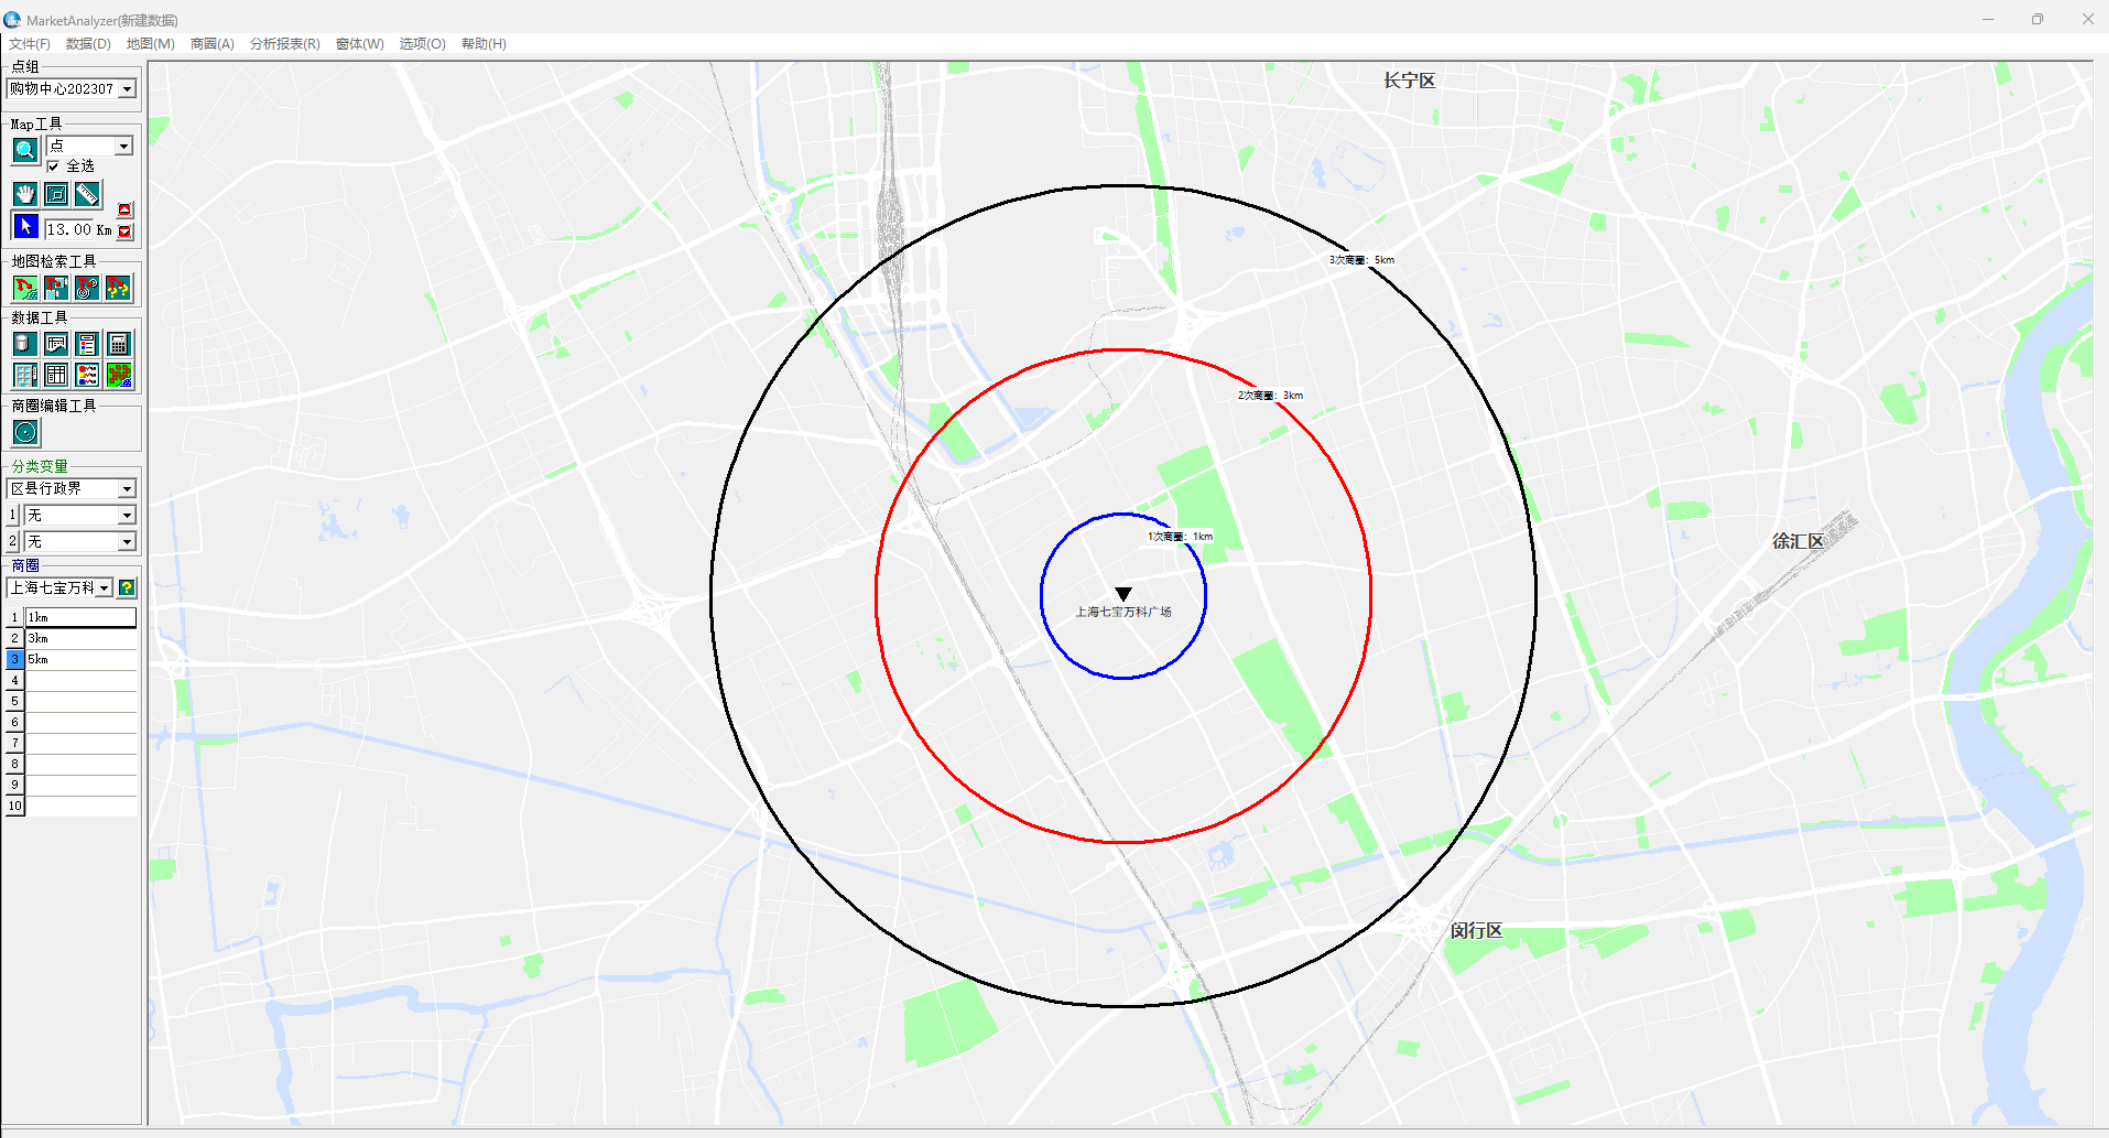 MarketAnalyzer(新建数据)
文件(F) 数据(D) 地图(M) 商圈(A) 分析报表(R) 窗体(W) 选项(O) 帮助(H)
点组
购物中心202307
Map工具
点
全选
13.00 Km
地图检索工具
数据工具
商圈编辑工具
分类变量
区县行政界
1 无
2 无
商圈
上海七宝万科
1 1km
2 3km
3 5km
4
5
6
7
8
9
10
长宁区
3次商圈：5km
2次商圈：3km
1次商圈：1km
徐汇区
上海七宝万科广场
闵行区